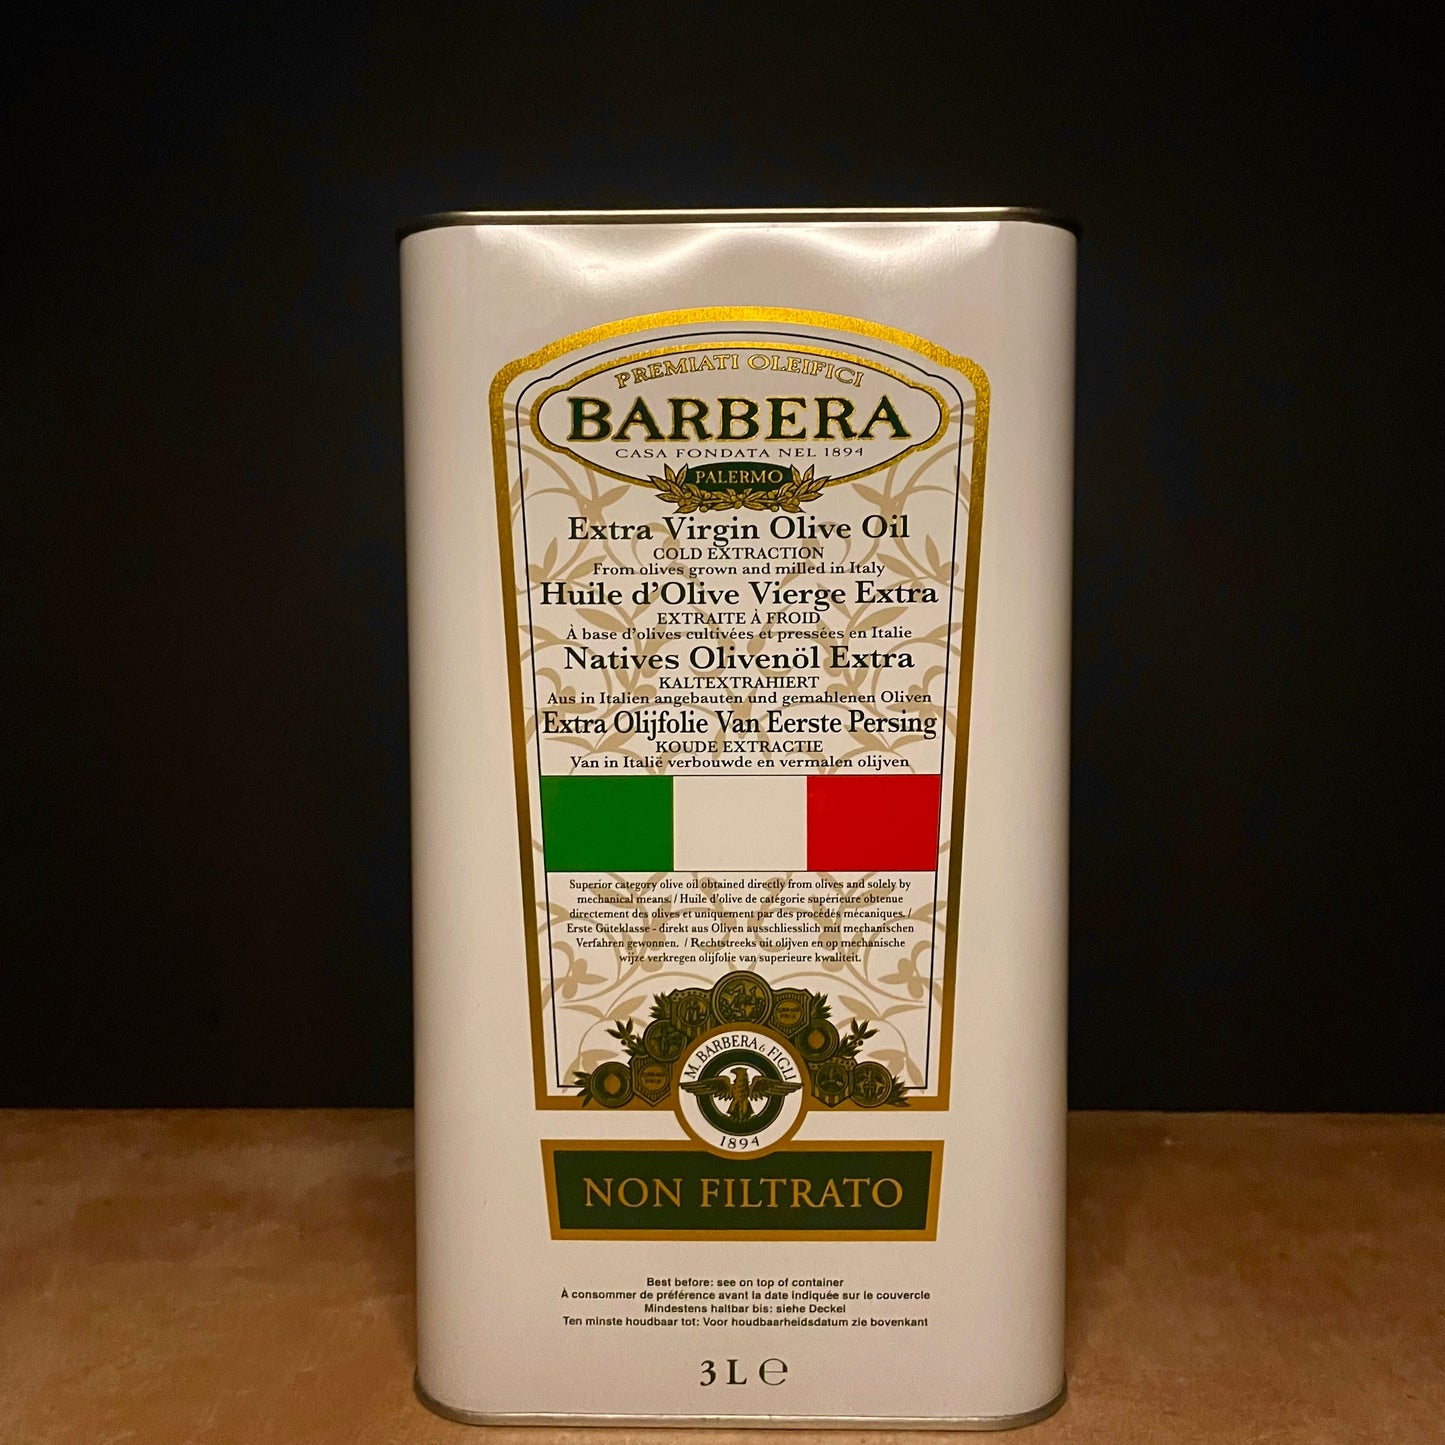 PREMIATI OLEIFICI
BARBERA
CASA FONDATA NEL 1894
PALERMO
Extra Virgin Olive Oil
COLD EXTRACTION
From olives grown and milled in Italy
Huile d'Olive Vierge Extra
EXTRAITE À FROID
À base d'olives cultivées et pressées en Italie
Natives Olivenöl Extra
KALTEXTRAHIERT
Aus in Italien angebauten und gemahlenen Oliven
Extra Olijfolie Van Eerste Persing
KOUDE EXTRACTIE
Van in Italië verbouwde en vermalen olijven
Superior category olive oil obtained directly from olives and solely by
mechanical means. / Huile d'olive de catégorie supérieure obtenue
directement des olives et uniquement par des procédés mécaniques. /
Erste Güteklasse - direkt aus Oliven ausschliesslich mit mechanischen
Verfahren gewonnen. / Rechtstreeks uit olijven en op mechanische
wijze verkregen olijfolie van superieure kwaliteit.
GRAND
PRIX
M. BARBERA & FIGLI
GRAND
PRIX
1894
NON FILTRATO
Best before: see on top of container
À consommer de préférence avant la date indiquée sur le couvercle
Mindestens haltbar bis: siehe Deckel
Ten minste houdbaar tot: Voor houdbaarheidsdatum zie bovenkant
3 L ℮